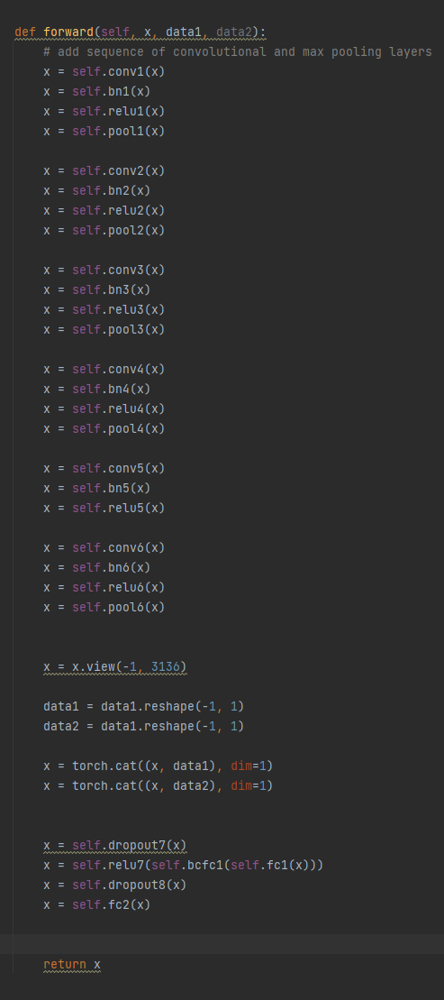 def forward(self, x, data1, data2):
    # add sequence of convolutional and max pooling layers
    x = self.conv1(x)
    x = self.bn1(x)
    x = self.relu1(x)
    x = self.pool1(x)

    x = self.conv2(x)
    x = self.bn2(x)
    x = self.relu2(x)
    x = self.pool2(x)

    x = self.conv3(x)
    x = self.bn3(x)
    x = self.relu3(x)
    x = self.pool3(x)

    x = self.conv4(x)
    x = self.bn4(x)
    x = self.relu4(x)
    x = self.pool4(x)

    x = self.conv5(x)
    x = self.bn5(x)
    x = self.relu5(x)

    x = self.conv6(x)
    x = self.bn6(x)
    x = self.relu6(x)
    x = self.pool6(x)

    x = x.view(-1, 3136)

    data1 = data1.reshape(-1, 1)
    data2 = data1.reshape(-1, 1)

    x = torch.cat((x, data1), dim=1)
    x = torch.cat((x, data2), dim=1)

    x = self.dropout7(x)
    x = self.relu7(self.bcfc1(self.fc1(x)))
    x = self.dropout8(x)
    x = self.fc2(x)

    return x